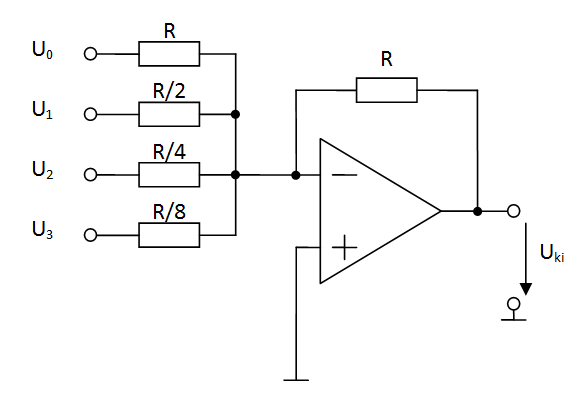 U₀
R
U₁
R/2
U₂
R/4
U₃
R/8
R
−
+
Uₖᵢ